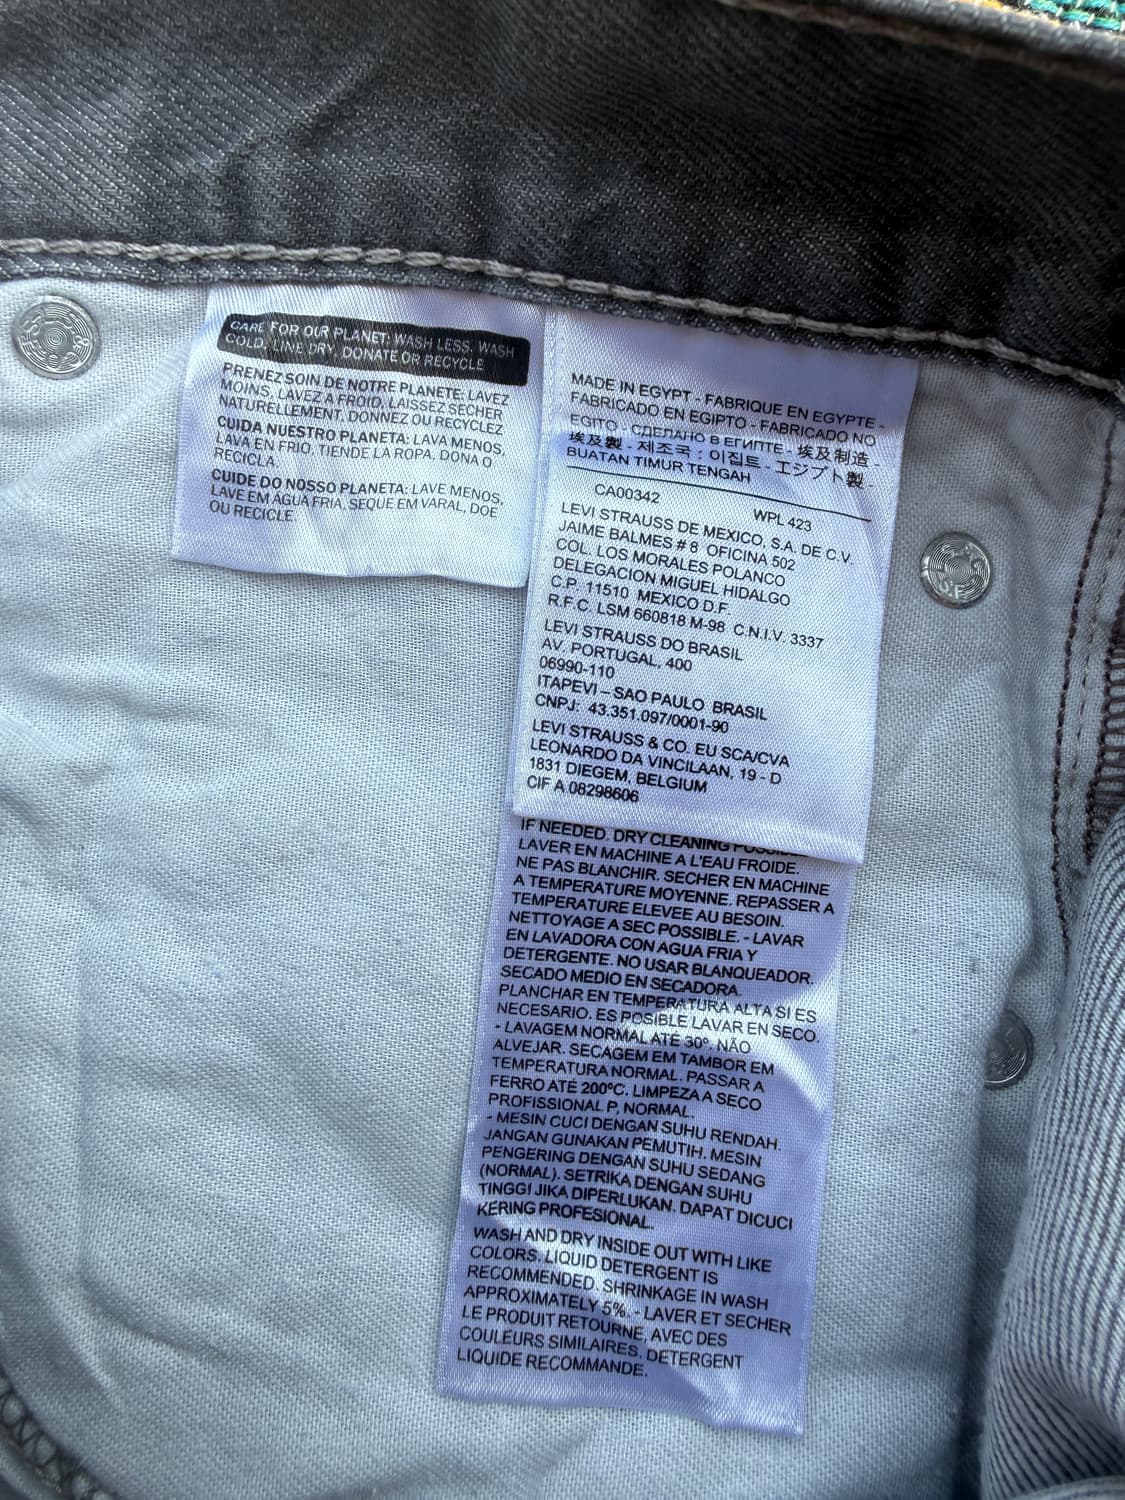 CARE FOR OUR PLANET: WASH LESS, WASH
COLD, LINE DRY, DONATE OR RECYCLE
PRENEZ SOIN DE NOTRE PLANETE: LAVEZ
MOINS, LAVEZ A FROID, LAISSEZ SECHER
NATURELLEMENT, DONNEZ OU RECYCLEZ
CUIDA NUESTRO PLANETA: LAVA MENOS,
LAVA EN FRIO, TIENDE LA ROPA, DONA O
RECICLA.
CUIDE DO NOSSO PLANETA: LAVE MENOS,
LAVE EM ÁGUA FRIA, SEQUE EM VARAL, DOE
OU RECICLE.
MADE IN EGYPT - FABRIQUE EN EGYPTE -
FABRICADO EN EGIPTO - FABRICADO NO
EGITO - СДЕЛАНО В ЕГИПТЕ - 埃及制造 -
埃及製 - 제조국 : 이집트 - エジプト製 -
BUATAN TIMUR TENGAH
CA00342 WPL 423
LEVI STRAUSS DE MEXICO, S.A. DE C.V.
JAIME BALMES # 8 OFICINA 502
COL. LOS MORALES POLANCO
DELEGACION MIGUEL HIDALGO
C.P. 11510 MEXICO D.F.
R.F.C. LSM 660818 M-98 C.N.I.V. 3337
LEVI STRAUSS DO BRASIL
AV. PORTUGAL, 400
06990-110
ITAPEVI – SAO PAULO BRASIL
CNPJ: 43.351.097/0001-90
LEVI STRAUSS & CO. EU SCA/CVA
LEONARDO DA VINCILAAN, 19 - D
1831 DIEGEM, BELGIUM
CIF A 08298606
IF NEEDED. DRY CLEANING
LAVER EN MACHINE A L'EAU FROIDE.
NE PAS BLANCHIR. SECHER EN MACHINE
A TEMPERATURE MOYENNE. REPASSER A
TEMPERATURE ELEVEE AU BESOIN.
NETTOYAGE A SEC POSSIBLE. - LAVAR
EN LAVADORA CON AGUA FRIA Y
DETERGENTE. NO USAR BLANQUEADOR.
SECADO MEDIO EN SECADORA.
PLANCHAR EN TEMPERATURA ALTA SI ES
NECESARIO. ES POSIBLE LAVAR EN SECO.
- LAVAGEM NORMAL ATÉ 30º. NÃO
ALVEJAR. SECAGEM EM TAMBOR EM
TEMPERATURA NORMAL. PASSAR A
FERRO ATÉ 200ºC. LIMPEZA A SECO
PROFISSIONAL P, NORMAL.
- MESIN CUCI DENGAN SUHU RENDAH.
JANGAN GUNAKAN PEMUTIH. MESIN
PENGERING DENGAN SUHU SEDANG
(NORMAL). SETRIKA DENGAN SUHU
TINGGI JIKA DIPERLUKAN. DAPAT DICUCI
KERING PROFESIONAL.
WASH AND DRY INSIDE OUT WITH LIKE
COLORS. LIQUID DETERGENT IS
RECOMMENDED. SHRINKAGE IN WASH
APPROXIMATELY 5%. - LAVER ET SECHER
LE PRODUIT RETOURNE, AVEC DES
COULEURS SIMILAIRES. DETERGENT
LIQUIDE RECOMMANDE.